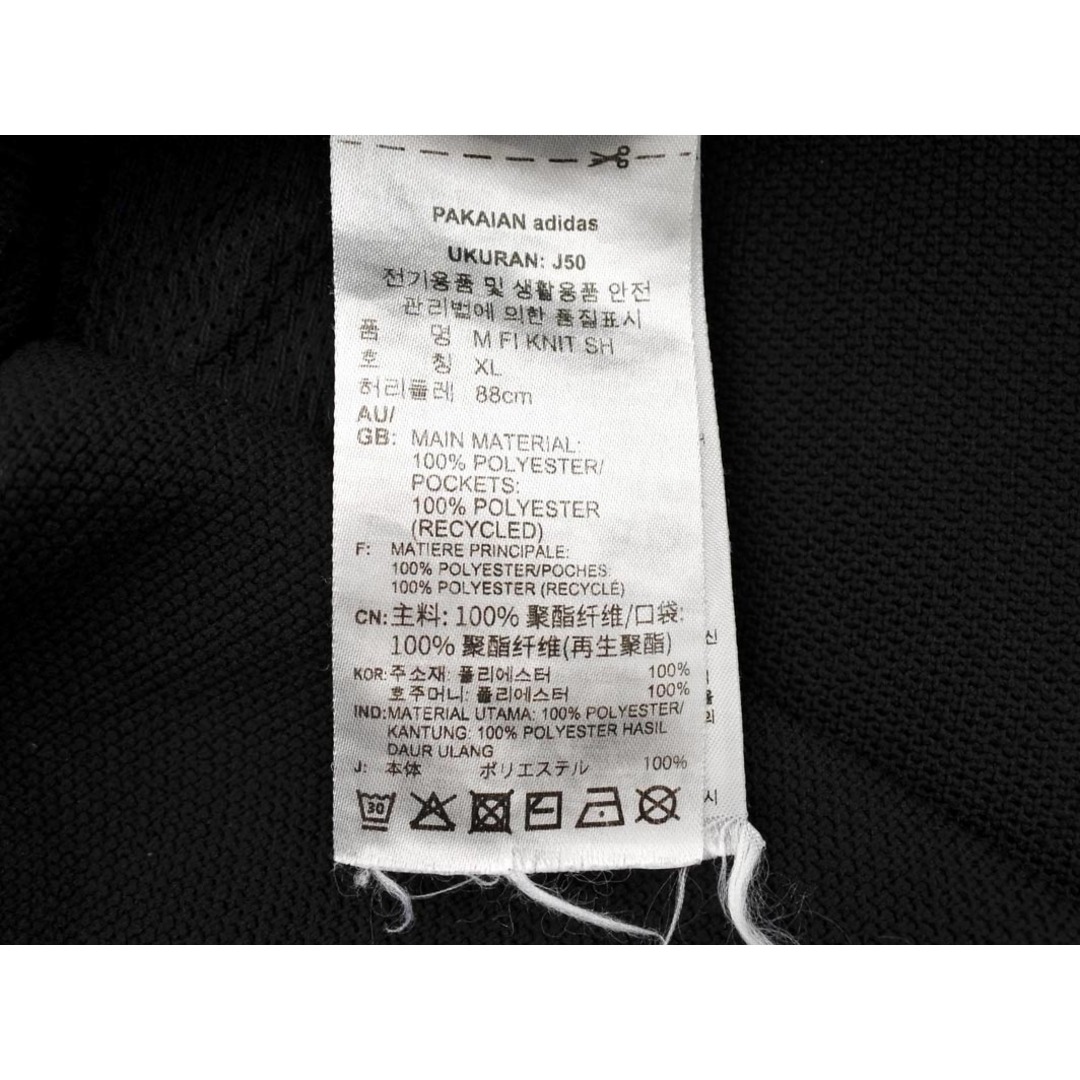 PAKAIAN adidas
UKURAN: J50
전기용품 및 생활용품 안전
관리법에 의한 품질표시
품 명 M FI KNIT SH
호 칭 XL
허리둘레 88cm
AU/
GB: MAIN MATERIAL:
100% POLYESTER/
POCKETS:
100% POLYESTER
(RECYCLED)
F: MATIERE PRINCIPALE:
100% POLYESTER/POCHES:
100% POLYESTER (RECYCLÉ)
CN: 主料: 100% 聚酯纤维/口袋:
100% 聚酯纤维(再生聚酯)
KOR: 주소재: 폴리에스터 100%
호주머니: 폴리에스터 100%
IND: MATERIAL UTAMA: 100% POLYESTER/
KANTUNG: 100% POLYESTER HASIL
DAUR ULANG
J: 本体 ポリエステル 100%
30
신
을
의
시